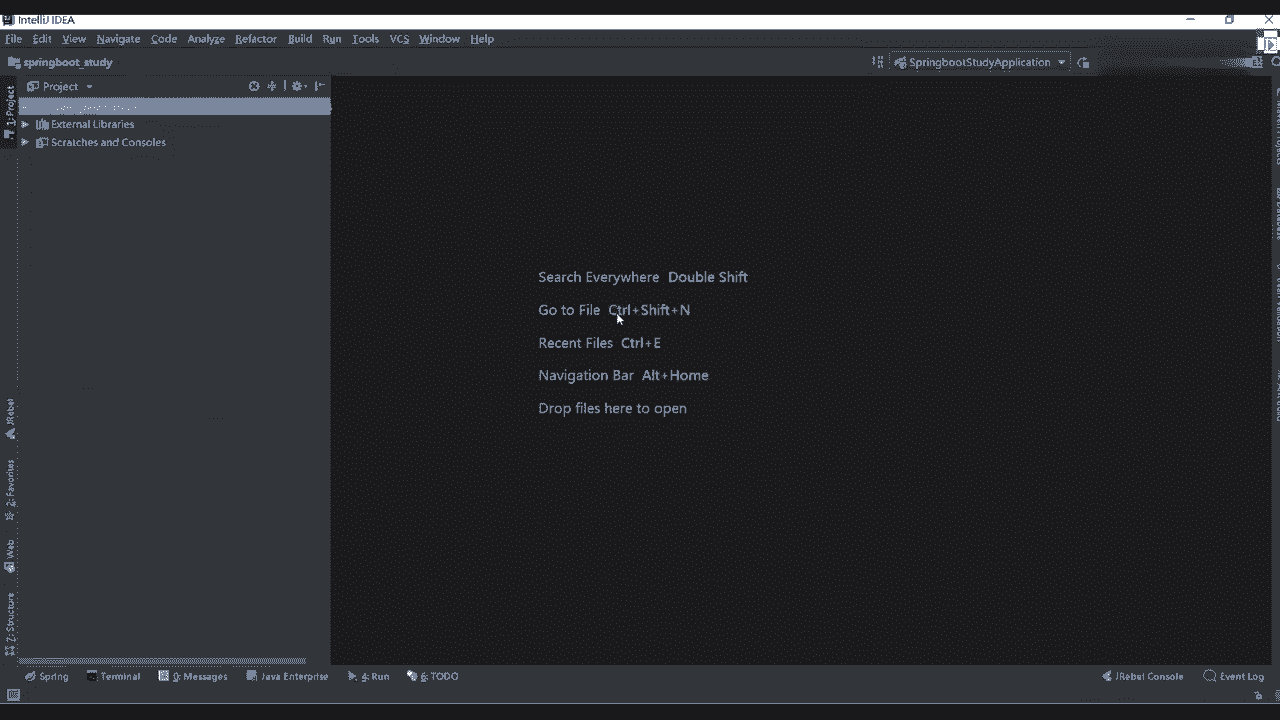 IntelliJ IDEA
File Edit View Navigate Code Analyze Refactor Build Run Tools VCS Window Help
springboot_study
SpringbootStudyApplication
Project
1: Project
External Libraries
Scratches and Consoles
Search Everywhere Double Shift
Go to File Ctrl+Shift+N
Recent Files Ctrl+E
Navigation Bar Alt+Home
Drop files here to open
JRebel
2: Favorites
Web
7: Structure
Spring Terminal 0: Messages Java Enterprise 4: Run 6: TODO
JRebel Console Event Log